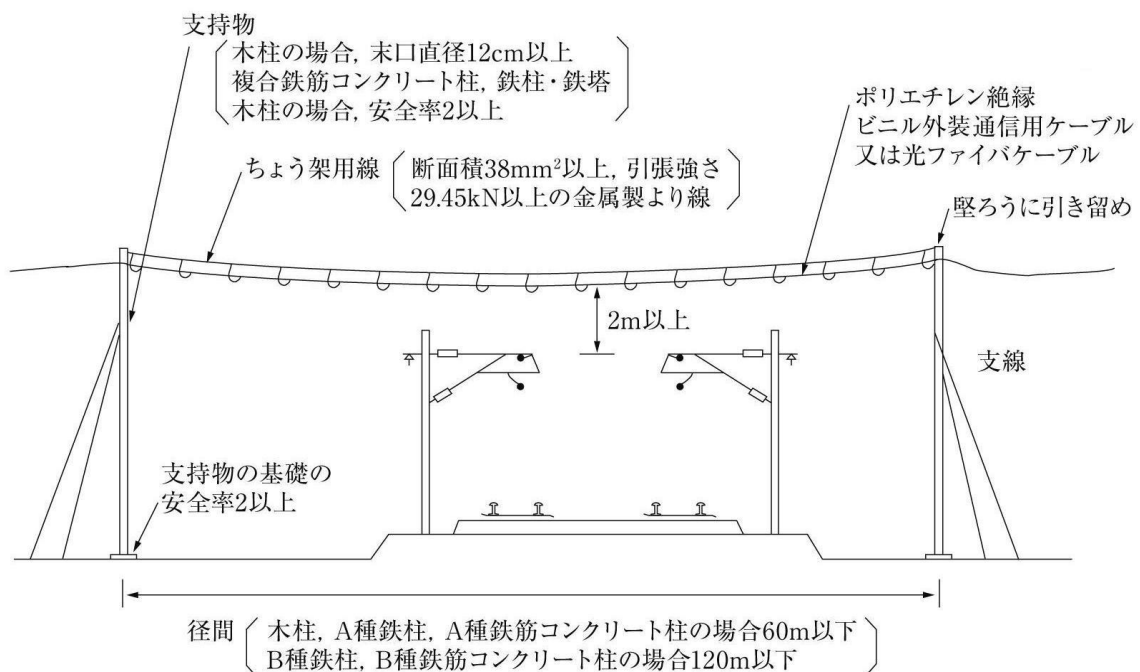 支持物
木柱の場合, 末口直径12cm以上
複合鉄筋コンクリート柱, 鉄柱・鉄塔
木柱の場合, 安全率2以上
ポリエチレン絶縁
ビニル外装通信用ケーブル
又は光ファイバケーブル
ちょう架用線
断面積38mm²以上, 引張強さ
29.45kN以上の金属製より線
堅ろうに引き留め
2m以上
支線
支持物の基礎の
安全率2以上
径間
木柱, A種鉄柱, A種鉄筋コンクリート柱の場合60m以下
B種鉄柱, B種鉄筋コンクリート柱の場合120m以下